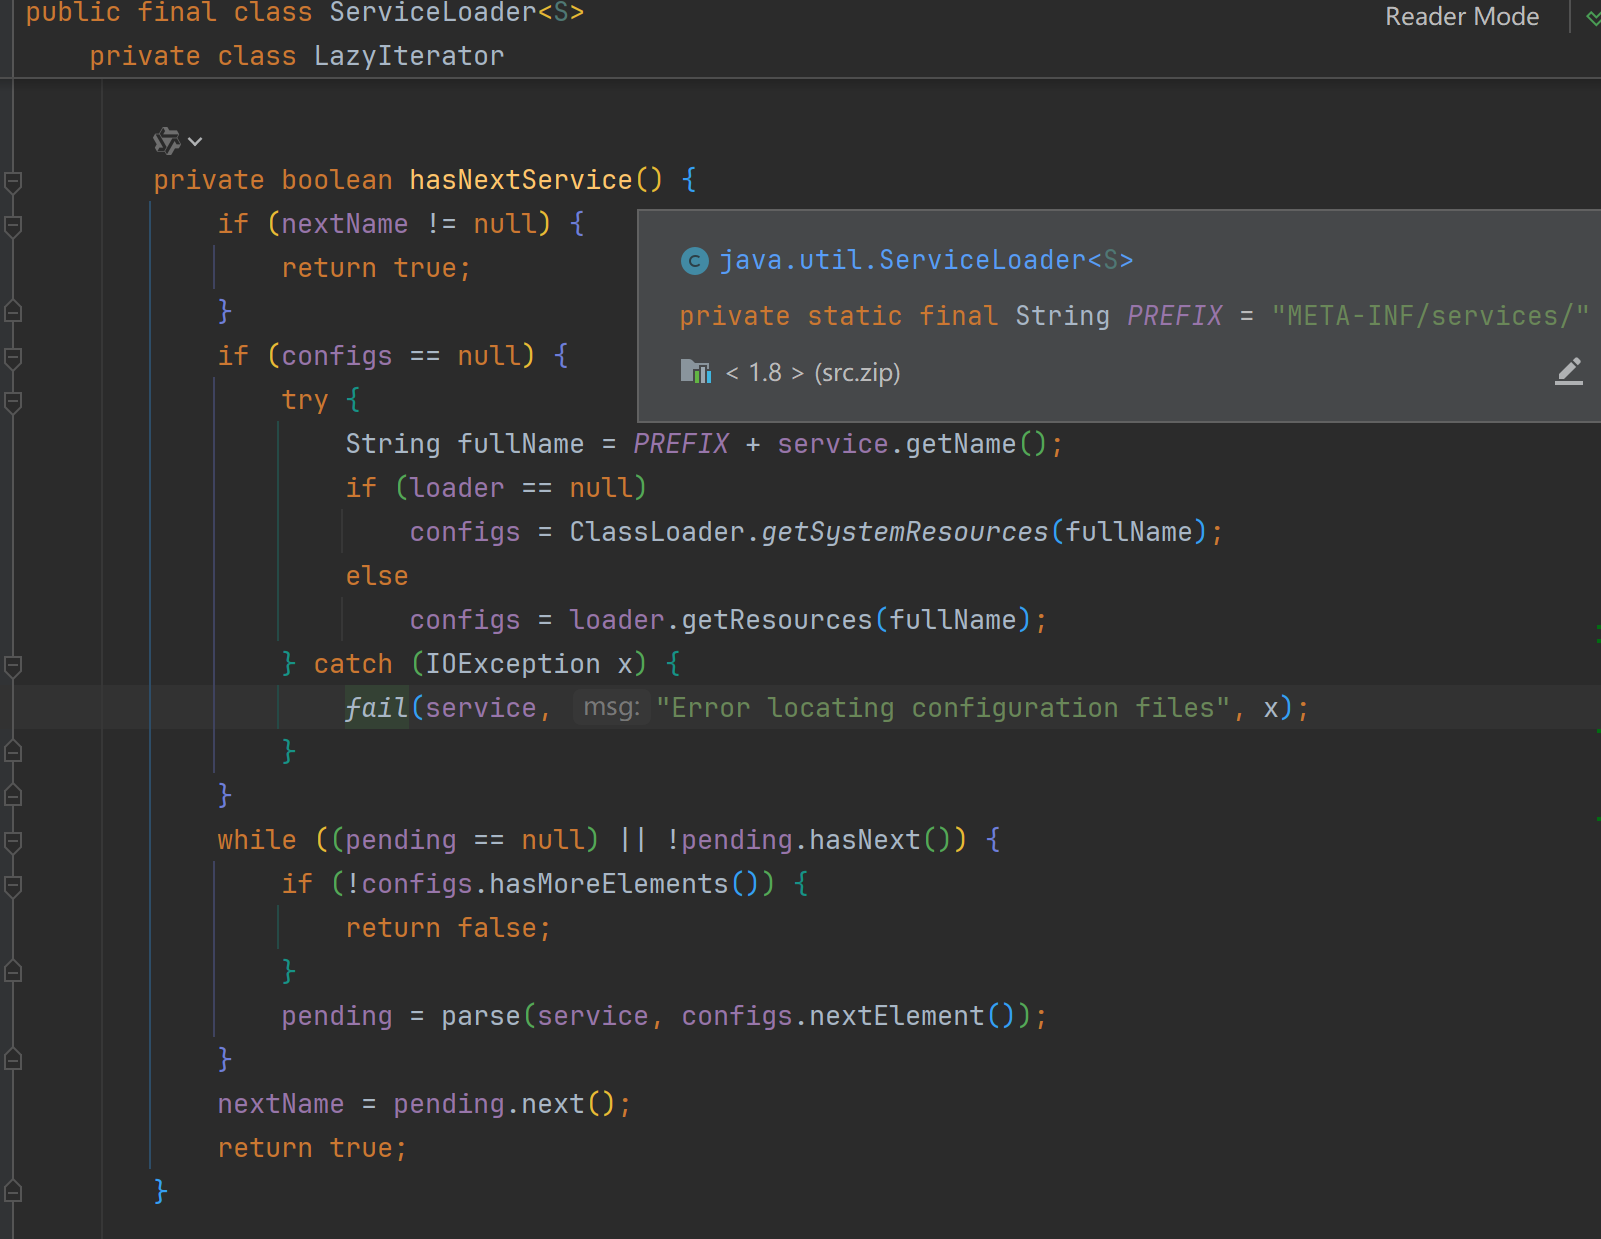 public final class ServiceLoader<S>
Reader Mode
private class LazyIterator
private boolean hasNextService() {
if (nextName != null) {
return true;
}
if (configs == null) {
try {
java.util.ServiceLoader<S>
private static final String PREFIX = "META-INF/services/"
< 1.8 > (src.zip)
String fullName = PREFIX + service.getName();
if (loader == null)
configs = ClassLoader.getSystemResources(fullName);
else
configs = loader.getResources(fullName);
} catch (IOException x) {
fail(service, msg: "Error locating configuration files", x);
}
}
while ((pending == null) || !pending.hasNext()) {
if (!configs.hasMoreElements()) {
return false;
}
pending = parse(service, configs.nextElement());
}
nextName = pending.next();
return true;
}